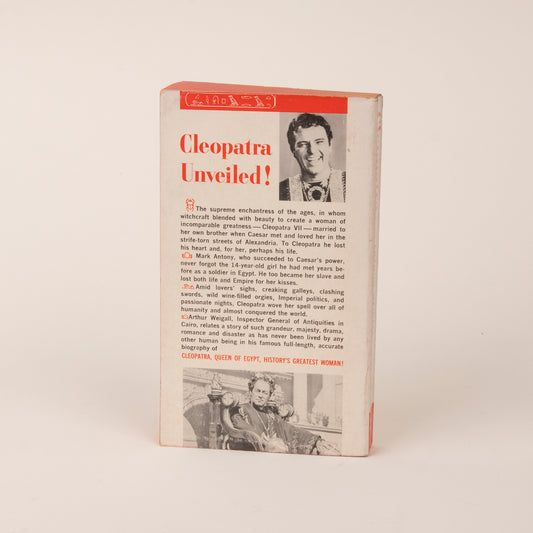 Cleopatra
Unveiled!
The supreme enchantress of the ages, in whom
witchcraft blended with beauty to create a woman of
incomparable greatness — Cleopatra VII — married to
her own brother when Caesar met and loved her in the
strife-torn streets of Alexandria. To Cleopatra he lost
his heart and, for her, perhaps his life.
Mark Antony, who succeeded to Caesar's power,
never forgot the 14-year-old girl he had met years be-
fore as a soldier in Egypt. He too became her slave and
lost both life and Empire for her kisses.
Amid lovers' sighs, creaking galleys, clashing
swords, wild wine-filled orgies, Imperial politics, and
passionate nights, Cleopatra wove her spell over all of
humanity and almost conquered the world.
Arthur Weigall, Inspector General of Antiquities in
Cairo, relates a story of such grandeur, majesty, drama,
romance and disaster as has never been lived by any
other human being in his famous full-length, accurate
biography of
CLEOPATRA, QUEEN OF EGYPT, HISTORY'S GREATEST WOMAN!